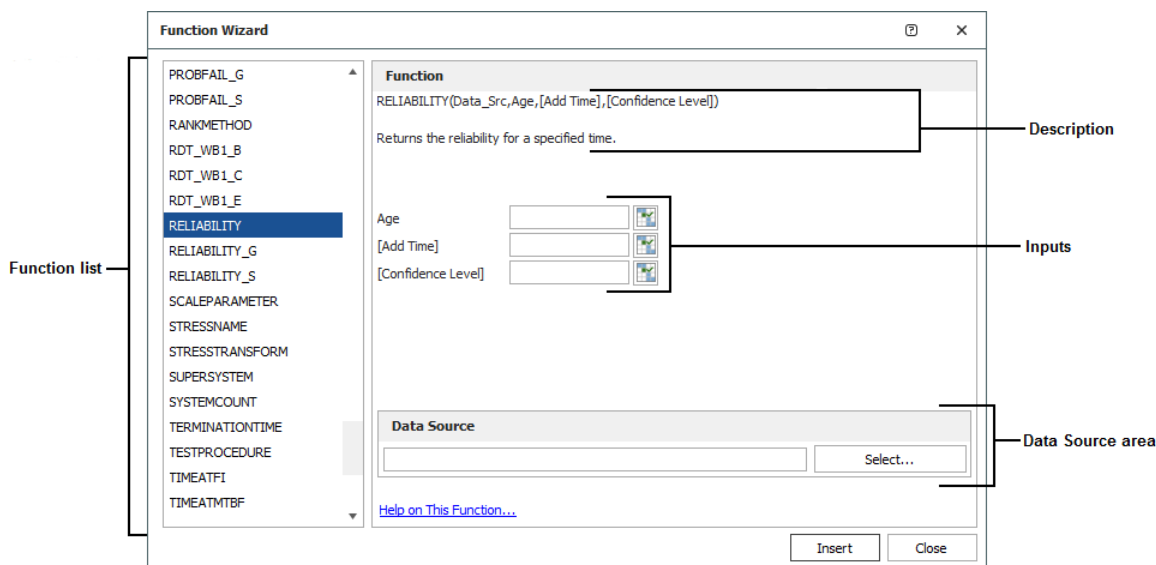 Function Wizard
PROBFAIL_G
PROBFAIL_S
RANKMETHOD
RDT_WB1_B
RDT_WB1_C
RDT_WB1_E
RELIABILITY
RELIABILITY_G
RELIABILITY_S
SCALEPARAMETER
STRESSNAME
STRESSTRANSFORM
SUPERSYSTEM
SYSTEMCOUNT
TERMINATIONTIME
TESTPROCEDURE
TIMEATFI
TIMEATMTBF
Function list
Function
RELIABILITY(Data_Src,Age,[Add Time],[Confidence Level])
Returns the reliability for a specified time.
Description
Age
[Add Time]
[Confidence Level]
Inputs
Data Source
Select...
Data Source area
Help on This Function...
Insert
Close